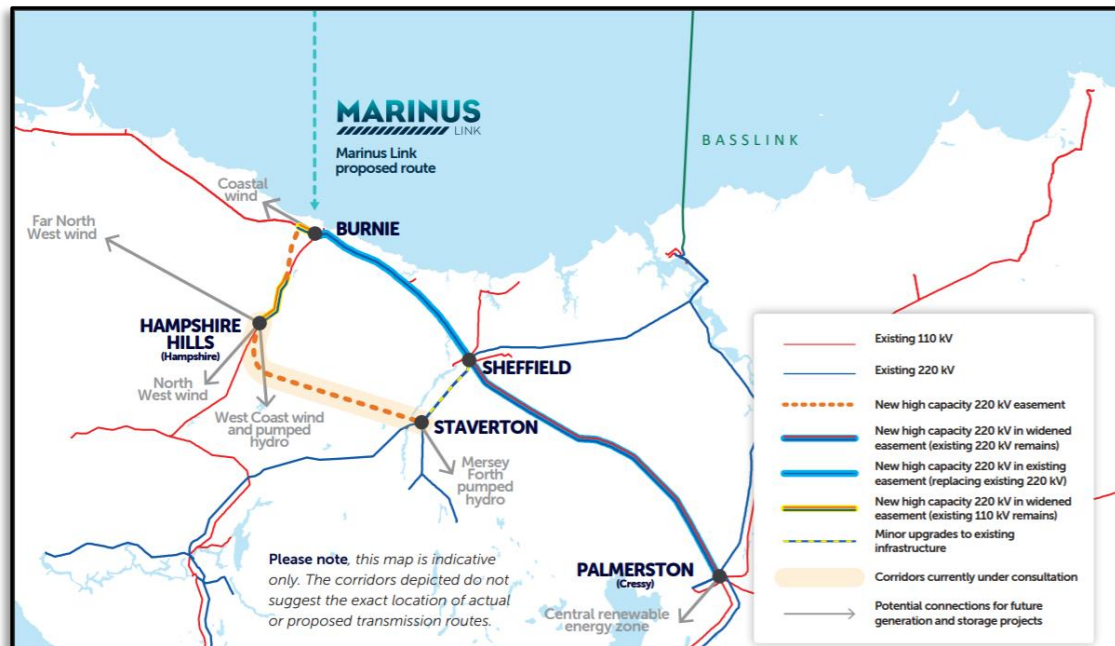 MARINUS
LINK
Marinus Link
proposed route
BASSLINK
Coastal
wind
Far North
West wind
BURNIE
HAMPSHIRE
HILLS
(Hampshire)
North
West wind
West Coast wind
and pumped
hydro
SHEFFIELD
STAVERTON
Mersey
Forth
pumped
hydro
Please note, this map is indicative
only. The corridors depicted do not
suggest the exact location of actual
or proposed transmission routes.
PALMERSTON
(Cressy)
Central renewable
energy zone
Existing 110 kV
Existing 220 kV
New high capacity 220 kV easement
New high capacity 220 kV in widened
easement (existing 220 kV remains)
New high capacity 220 kV in existing
easement (replacing existing 220 kV)
New high capacity 220 kV in widened
easement (existing 110 kV remains)
Minor upgrades to existing
infrastructure
Corridors currently under consultation
Potential connections for future
generation and storage projects